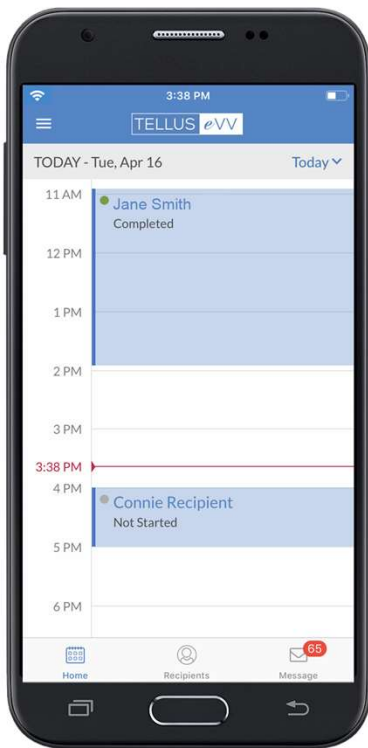 3:38 PM
TELLUS eVV
TODAY - Tue, Apr 16
Today
11 AM
Jane Smith
Completed
12 PM
1 PM
2 PM
3 PM
3:38 PM
4 PM
Connie Recipient
Not Started
5 PM
6 PM
65
Home
Recipients
Message